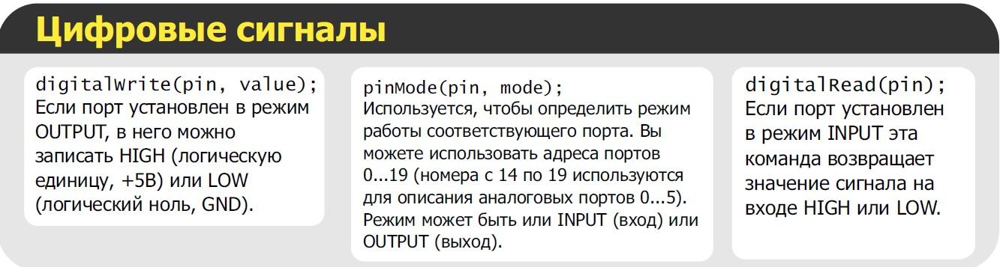 Цифровые сигналы
digitalWrite(pin, value);
Если порт установлен в режим
OUTPUT, в него можно
записать HIGH (логическую
единицу, +5В) или LOW
(логический ноль, GND).
pinMode(pin, mode);
Используется, чтобы определить режим
работы соответствующего порта. Вы
можете использовать адреса портов
0...19 (номера с 14 по 19 используются
для описания аналоговых портов 0...5).
Режим может быть или INPUT (вход) или
OUTPUT (выход).
digitalRead(pin);
Если порт установлен
в режим INPUT эта
команда возвращает
значение сигнала на
входе HIGH или LOW.